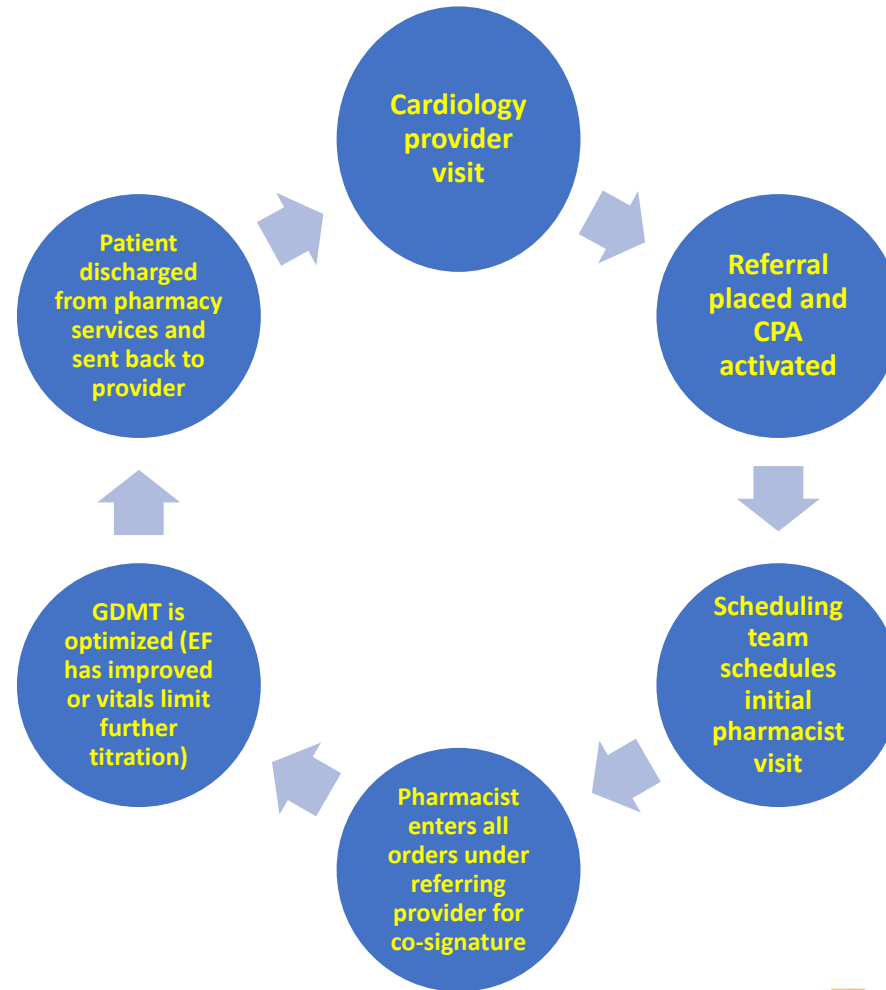 Cardiology
provider
visit
Referral
placed and
CPA
activated
Scheduling
team
schedules
initial
pharmacist
visit
Pharmacist
enters all
orders under
referring
provider for
co-signature
GDMT is
optimized (EF
has improved
or vitals limit
further
titration)
Patient
discharged
from pharmacy
services and
sent back to
provider